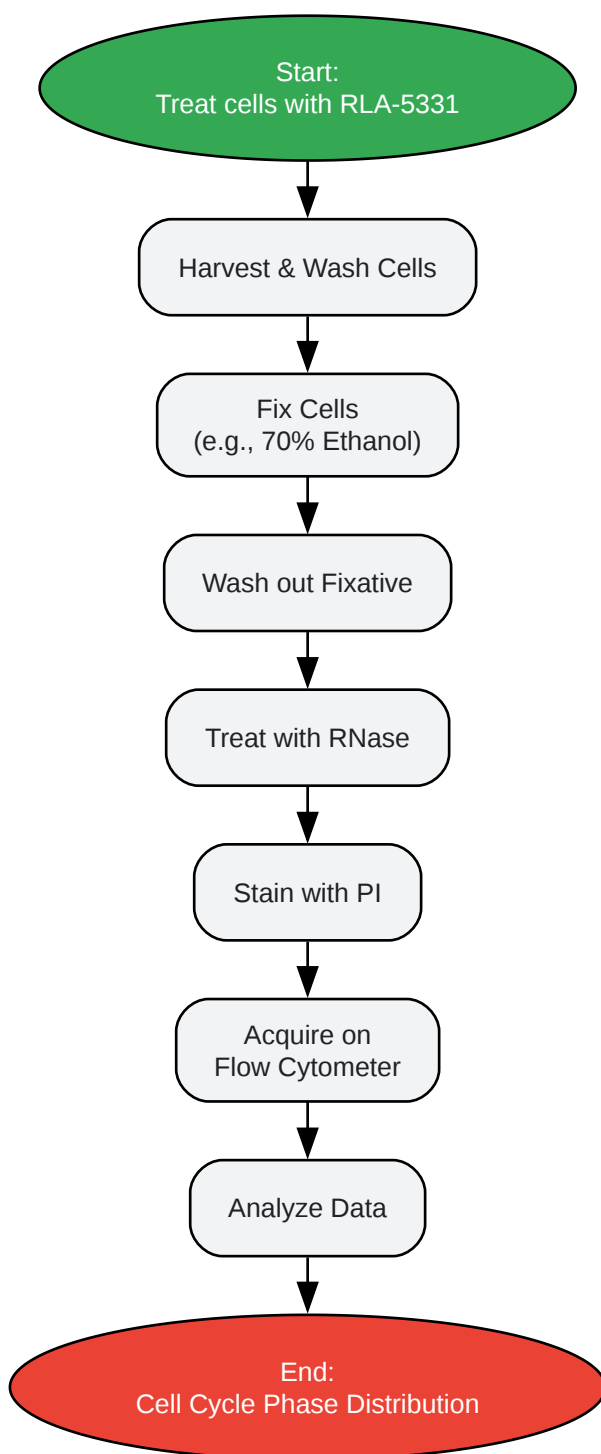 Start:
Treat cells with RLA-5331
Harvest & Wash Cells
Fix Cells
(e.g., 70% Ethanol)
Wash out Fixative
Treat with RNase
Stain with PI
Acquire on
Flow Cytometer
Analyze Data
End:
Cell Cycle Phase Distribution